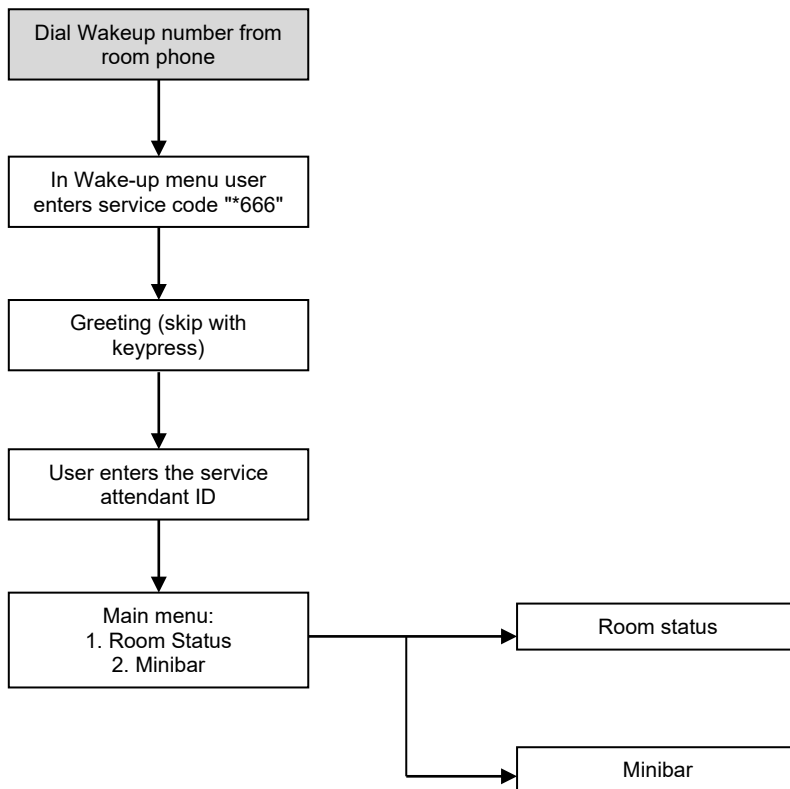 Dial Wakeup number from
room phone
In Wake-up menu user
enters service code "*666"
Greeting (skip with
keypress)
User enters the service
attendant ID
Main menu:
1. Room Status
2. Minibar
Room status
Minibar